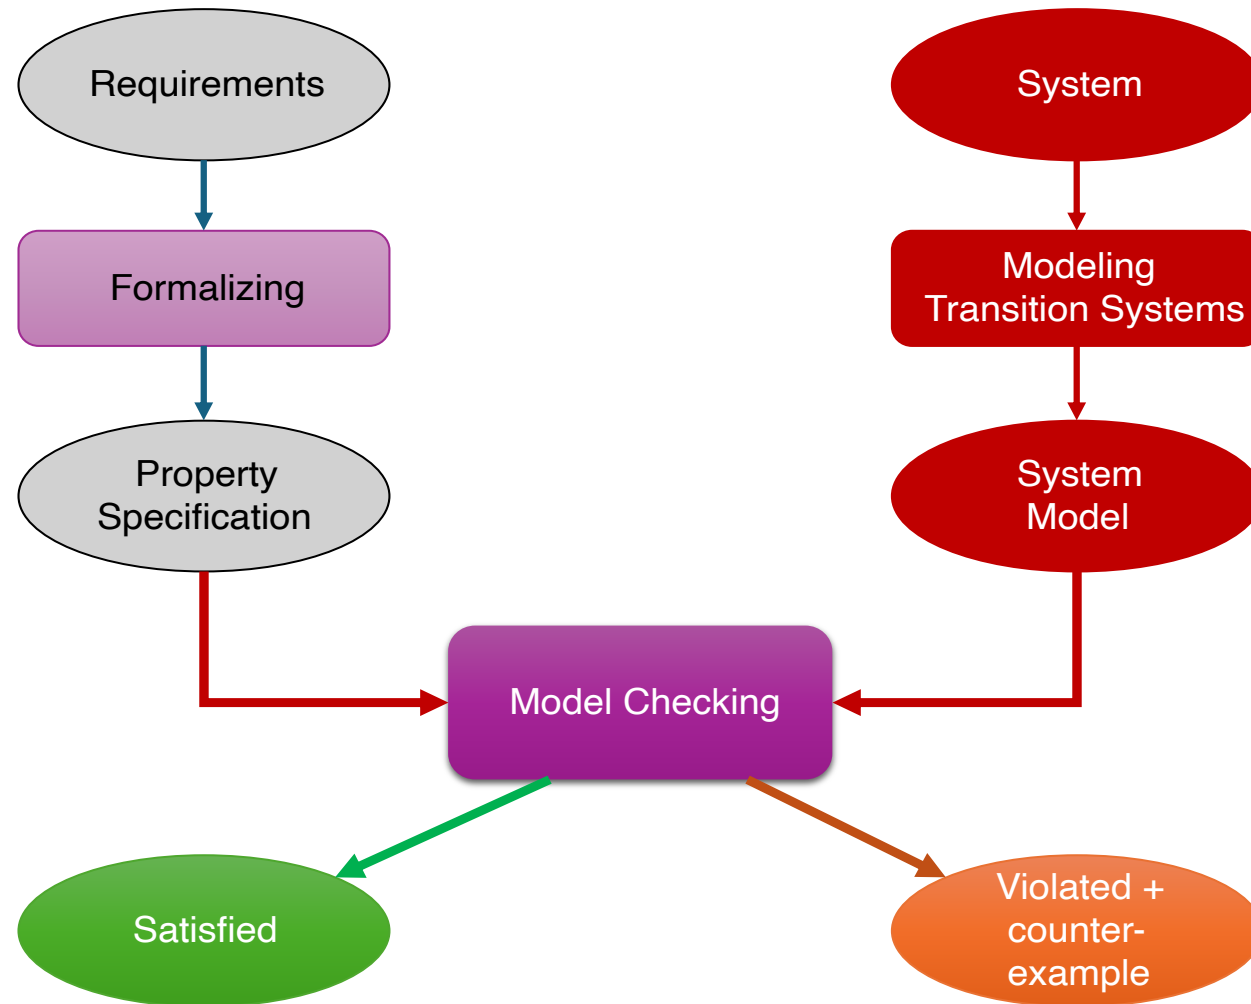 Requirements
System
Formalizing
Modeling
Transition Systems
Property
Specification
System
Model
Model Checking
Satisfied
Violated +
counter-
example